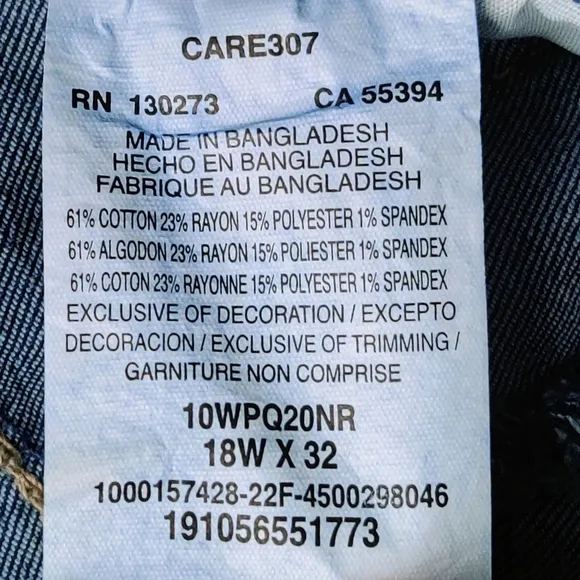 CARE307
RN 130273 CA 55394
MADE IN BANGLADESH
HECHO EN BANGLADESH
FABRIQUE AU BANGLADESH
61% COTTON 23% RAYON 15% POLYESTER 1% SPANDEX
61% ALGODON 23% RAYON 15% POLIESTER 1% SPANDEX
61% COTON 23% RAYONNE 15% POLYESTER 1% SPANDEX
EXCLUSIVE OF DECORATION / EXCEPTO
DECORACION / EXCLUSIVE OF TRIMMING /
GARNITURE NON COMPRISE
10WPQ20NR
18W X 32
1000157428-22F-4500298046
191056551773